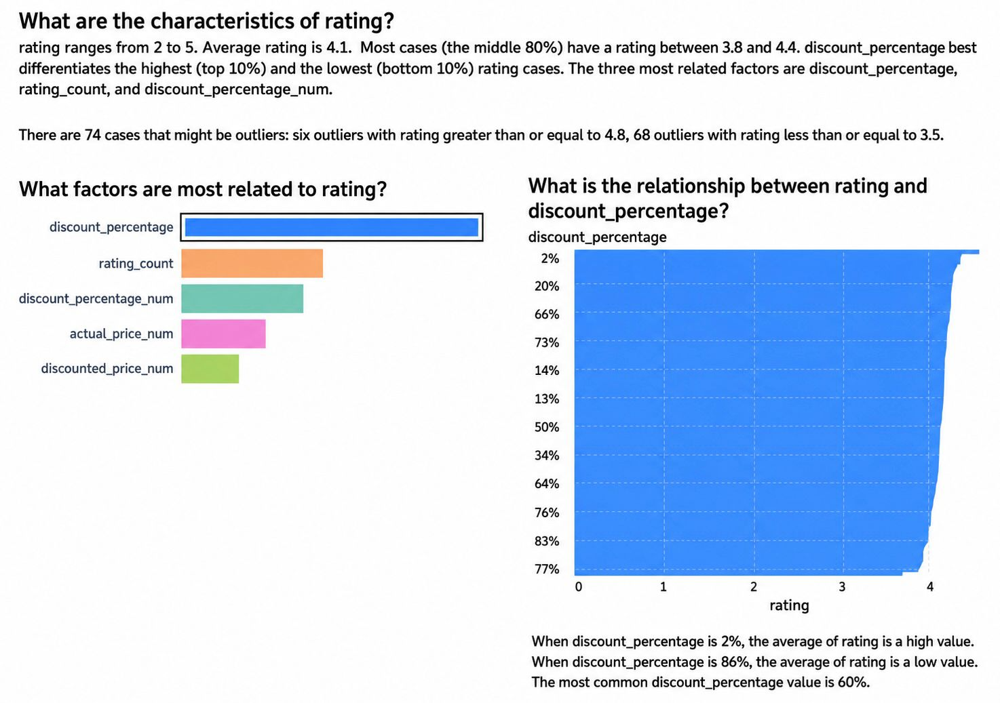 What are the characteristics of rating?
rating ranges from 2 to 5. Average rating is 4.1.  Most cases (the middle 80%) have a rating between 3.8 and 4.4. discount_percentage best
differentiates the highest (top 10%) and the lowest (bottom 10%) rating cases. The three most related factors are discount_percentage,
rating_count, and discount_percentage_num.
There are 74 cases that might be outliers: six outliers with rating greater than or equal to 4.8, 68 outliers with rating less than or equal to 3.5.
What factors are most related to rating?
discount_percentage
rating_count
discount_percentage_num
actual_price_num
discounted_price_num
What is the relationship between rating and
discount_percentage?
discount_percentage
2%
20%
66%
73%
14%
13%
50%
34%
64%
76%
83%
77%
0 1 2 3 4
rating
When discount_percentage is 2%, the average of rating is a high value.
When discount_percentage is 86%, the average of rating is a low value.
The most common discount_percentage value is 60%.